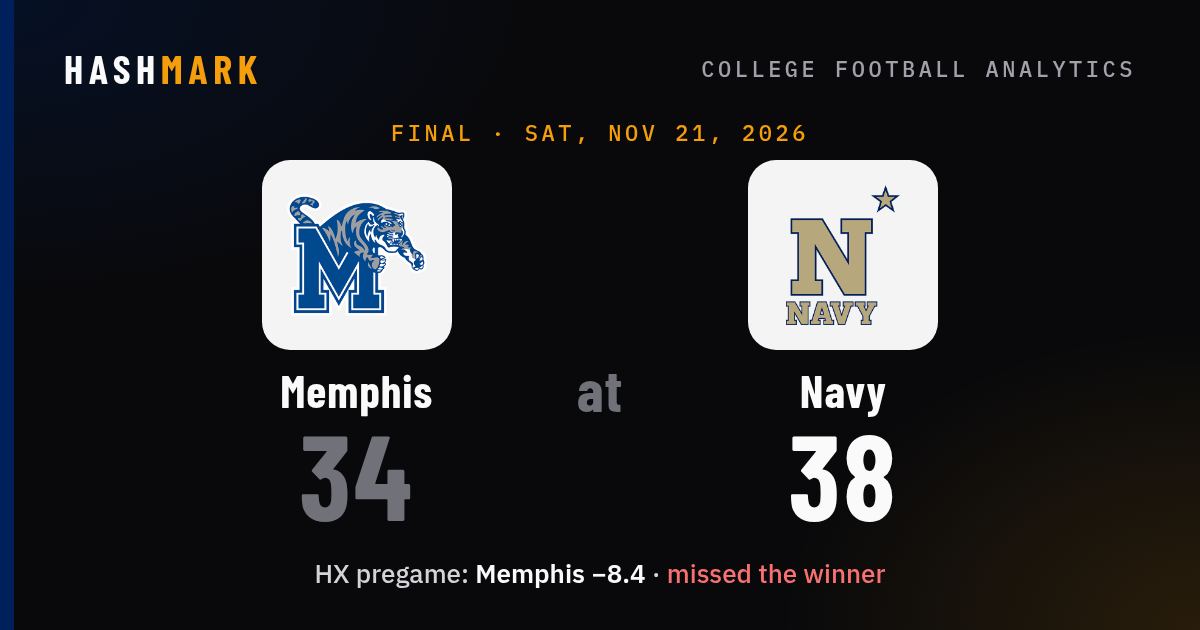 HASHMARK
COLLEGE FOOTBALL ANALYTICS
FINAL · SAT, NOV 21, 2026
M
N
NAVY
Memphis at Navy
34 38
HX pregame: Memphis −8.4 · missed the winner